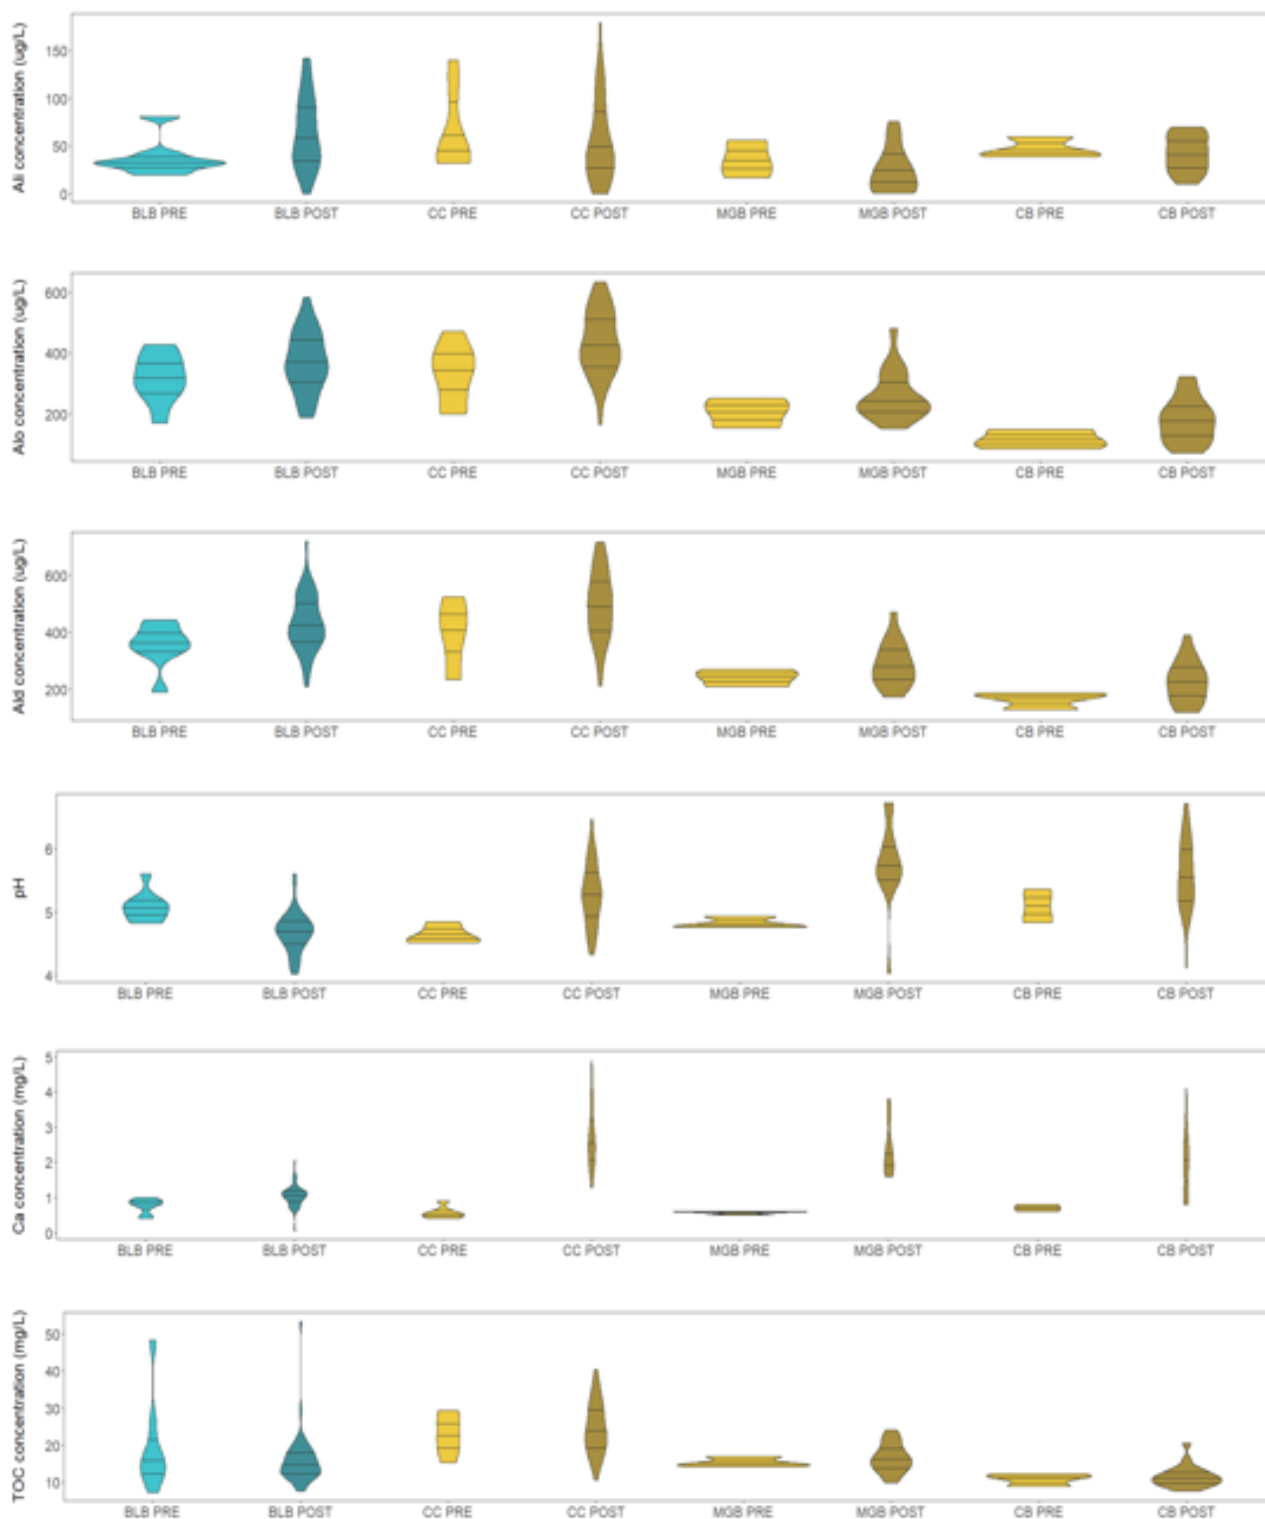 Ali concentration (ug/L)
150
100
50
0
BLB PRE BLB POST CC PRE CC POST MGB PRE MGB POST CB PRE CB POST
Alo concentration (ug/L)
600
400
200
BLB PRE BLB POST CC PRE CC POST MGB PRE MGB POST CB PRE CB POST
Ald concentration (ug/L)
600
400
200
BLB PRE BLB POST CC PRE CC POST MGB PRE MGB POST CB PRE CB POST
pH
6
5
4
BLB PRE BLB POST CC PRE CC POST MGB PRE MGB POST CB PRE CB POST
Ca concentration (mg/L)
5
4
3
2
1
0
BLB PRE BLB POST CC PRE CC POST MGB PRE MGB POST CB PRE CB POST
TOC concentration (mg/L)
50
40
30
20
10
BLB PRE BLB POST CC PRE CC POST MGB PRE MGB POST CB PRE CB POST